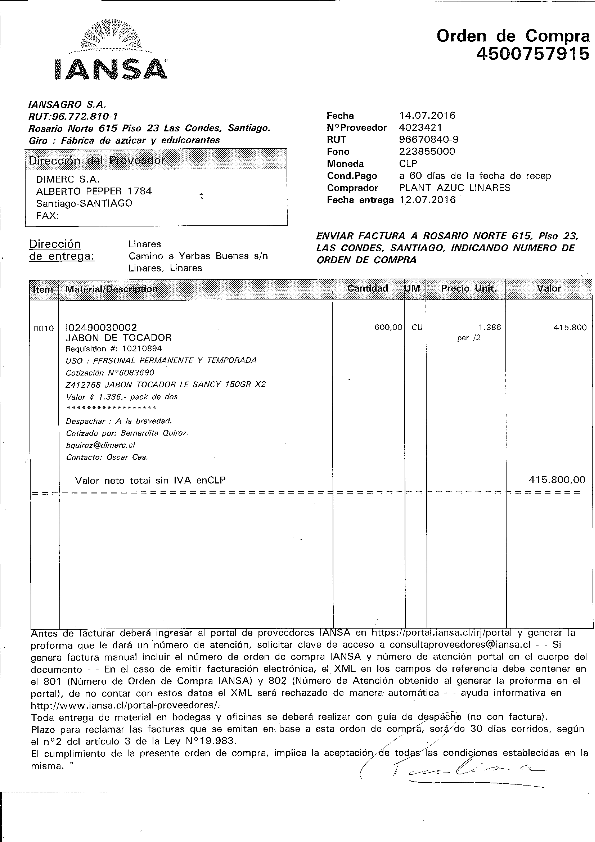 IANSA
Orden de Compra
4500757915
IANSAGRO S.A.
RUT:96.772.810 1
Rosario Norte 615 Piso 23 Las Condes, Santiago.
Giro : Fábrica de azúcar y edulcorantes
Fecha 14.07.2016
N°Proveedor 4023421
RUT 96670840-9
Fono 223855000
Moneda CLP
Cond.Pago a 60 días de la fecha de recep
Comprador PLANT AZUC LINARES
Fecha entrega 12.07.2016
Dirección del Proveedor
DIMERC S.A.
ALBERTO PEPPER 1784
Santiago-SANTIAGO
FAX:
ENVIAR FACTURA A ROSARIO NORTE 615, Piso 23,
LAS CONDES, SANTIAGO, INDICANDO NUMERO DE
ORDEN DE COMPRA
Dirección
de entrega:
Linares
Camino a Yerbas Buenas s/n
Linares, Linares
Item Material/Description Cantidad UM Precio Unit. Valor
0010 I02490030002 600,00 CU 1.386 415.800
JABON DE TOCADOR per /2
Requisition #: 10210894
USO : PERSONAL PERMANENTE Y TEMPORADA
Cotización N°6083690
Z412768 JABON TOCADOR LE SANCY 150GR X2
Valor $ 1.386.- pack de dos
******************
Despachar : A la brevedad.
Cotizado por: Bernardita Quiroz.
bquiroz@dimerc.cl
Contacto: Oscar Cea.
Valor neto total sin IVA enCLP 415.800,00
Antes de facturar deberá ingresar al portal de proveedores IANSA en https://portal.iansa.cl/irj/portal y generar la
proforma que le dará un número de atención, solicitar clave de acceso a consultaproveedores@iansa.cl - - Si
genera factura manual incluir el número de orden de compra IANSA y número de atención portal en el cuerpo del
documento - - En el caso de emitir facturación electrónica, el XML en los campos de referencia debe contener en
el 801 (Número de Orden de Compra IANSA) y 802 (Número de Atención obtenido al generar la proforma en el
portal), de no contar con estos datos el XML será rechazado de manera automática - - ayuda informativa en
http://www.iansa.cl/portal-proveedores/.
Toda entrega de material en bodegas y oficinas se deberá realizar con guía de despacho (no con factura).
Plazo para reclamar las facturas que se emitan en base a esta orden de compra, será de 30 días corridos, según
el n°2 del artículo 3 de la Ley N°19.983.
El cumplimiento de la presente orden de compra, implica la aceptación de todas las condiciones establecidas en la
misma. "